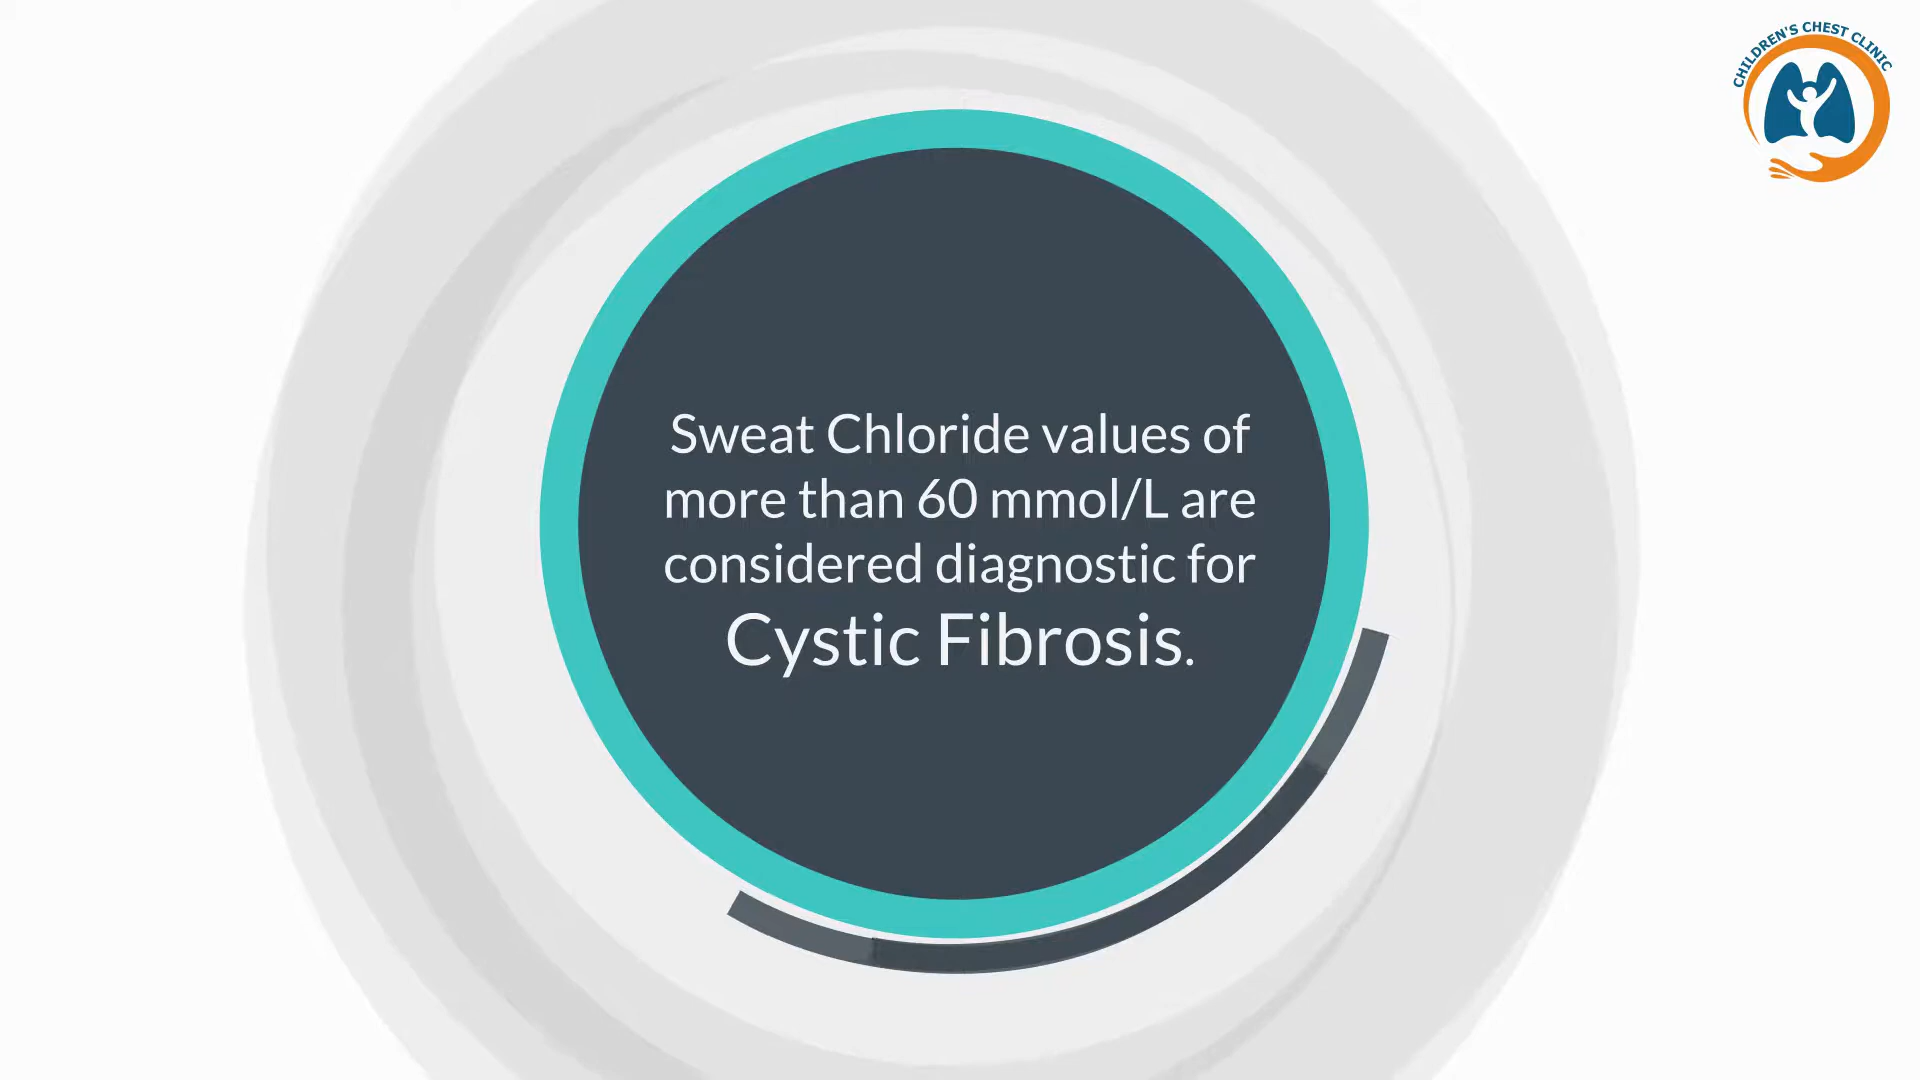 CHILDREN'S CHEST CLINIC
Sweat Chloride values of
more than 60 mmol/L are
considered diagnostic for
Cystic Fibrosis.